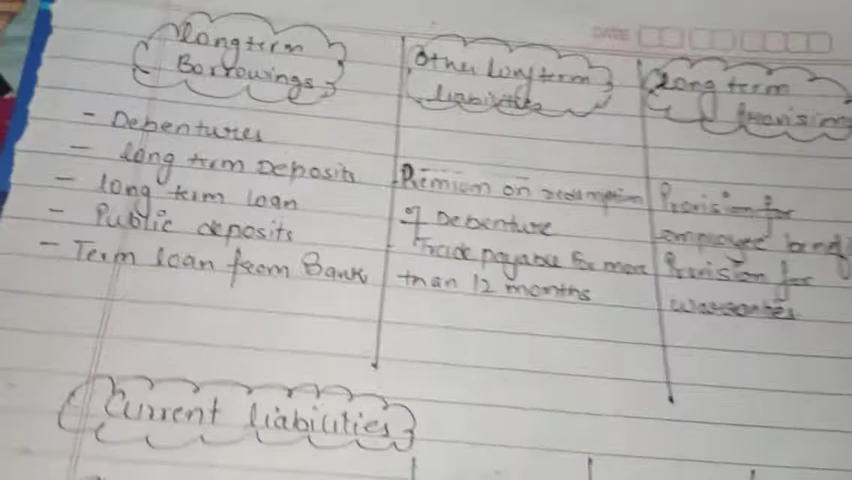 DATE
Long term
Borrowings
- Debentures
- long term Deposits
- long term loan
- Public deposits
- Term loan from Bank
Other long term
liabilities
Premium on redemption
of Debenture
Trade payable for more
than 12 months
Long term
Provision for
employee
Provision for
Current liabilities